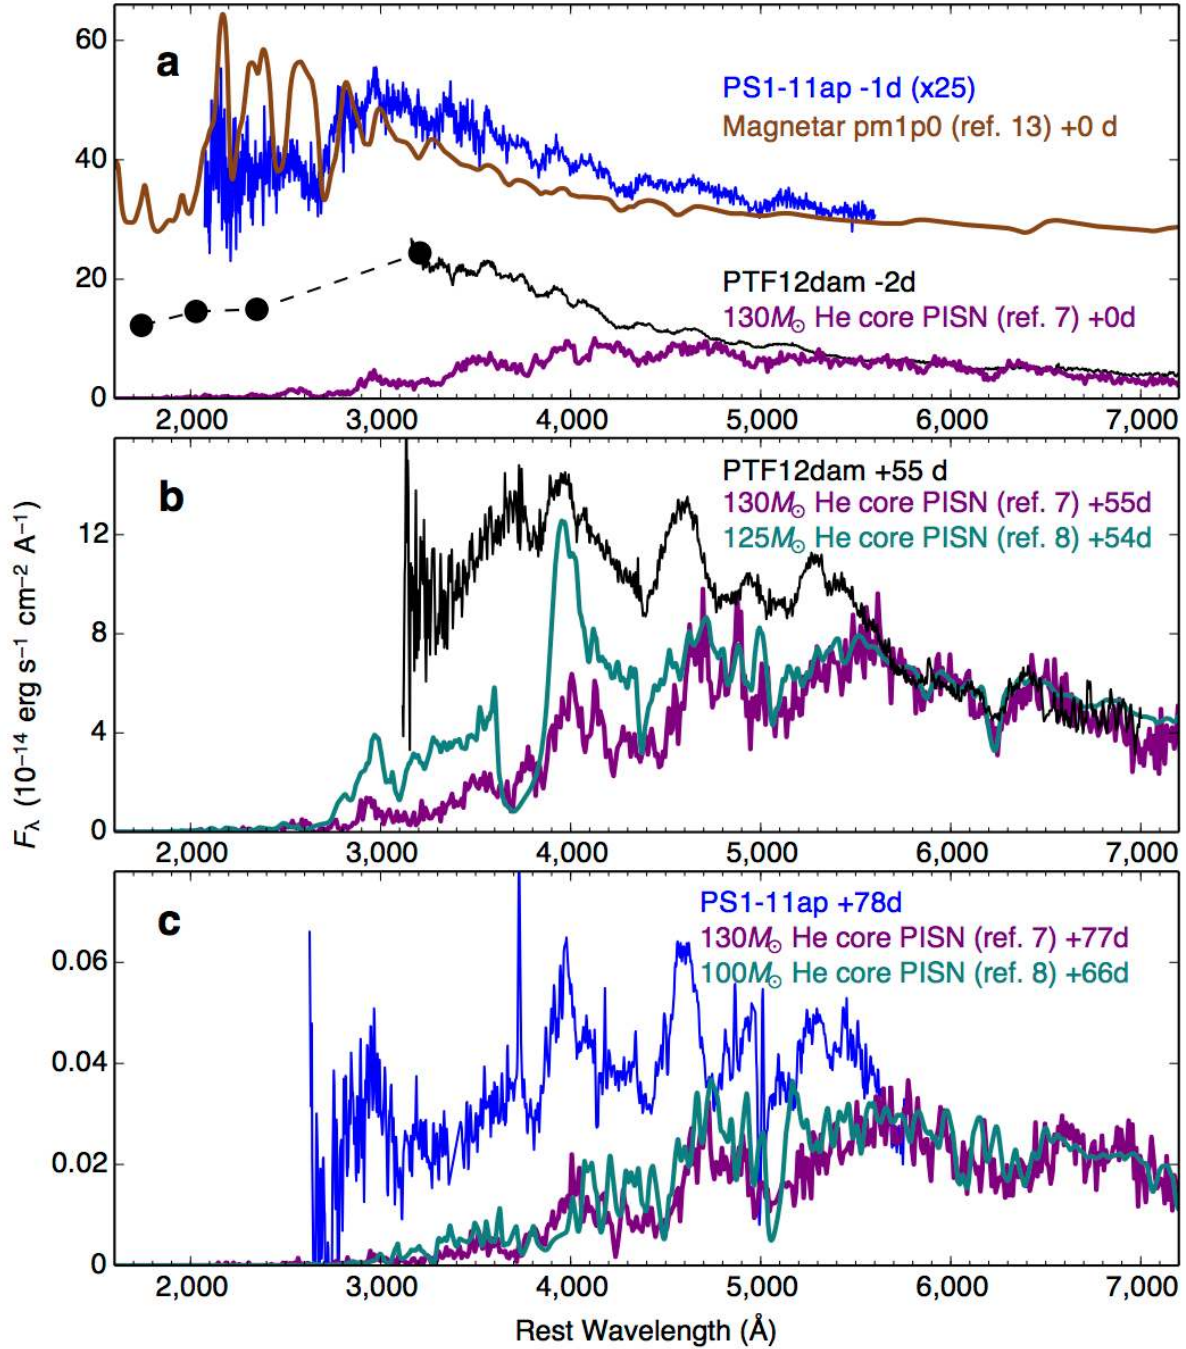 a
60
40
20
0
PS1-11ap -1d (x25)
Magnetar pm1p0 (ref. 13) +0 d
PTF12dam -2d
130M☉ He core PISN (ref. 7) +0d
2,000 3,000 4,000 5,000 6,000 7,000
b
12
8
4
0
PTF12dam +55 d
130M☉ He core PISN (ref. 7) +55d
125M☉ He core PISN (ref. 8) +54d
2,000 3,000 4,000 5,000 6,000 7,000
Fλ (10⁻¹⁴ erg s⁻¹ cm⁻² A⁻¹)
c
0.06
0.04
0.02
0
PS1-11ap +78d
130M☉ He core PISN (ref. 7) +77d
100M☉ He core PISN (ref. 8) +66d
2,000 3,000 4,000 5,000 6,000 7,000
Rest Wavelength (Å)